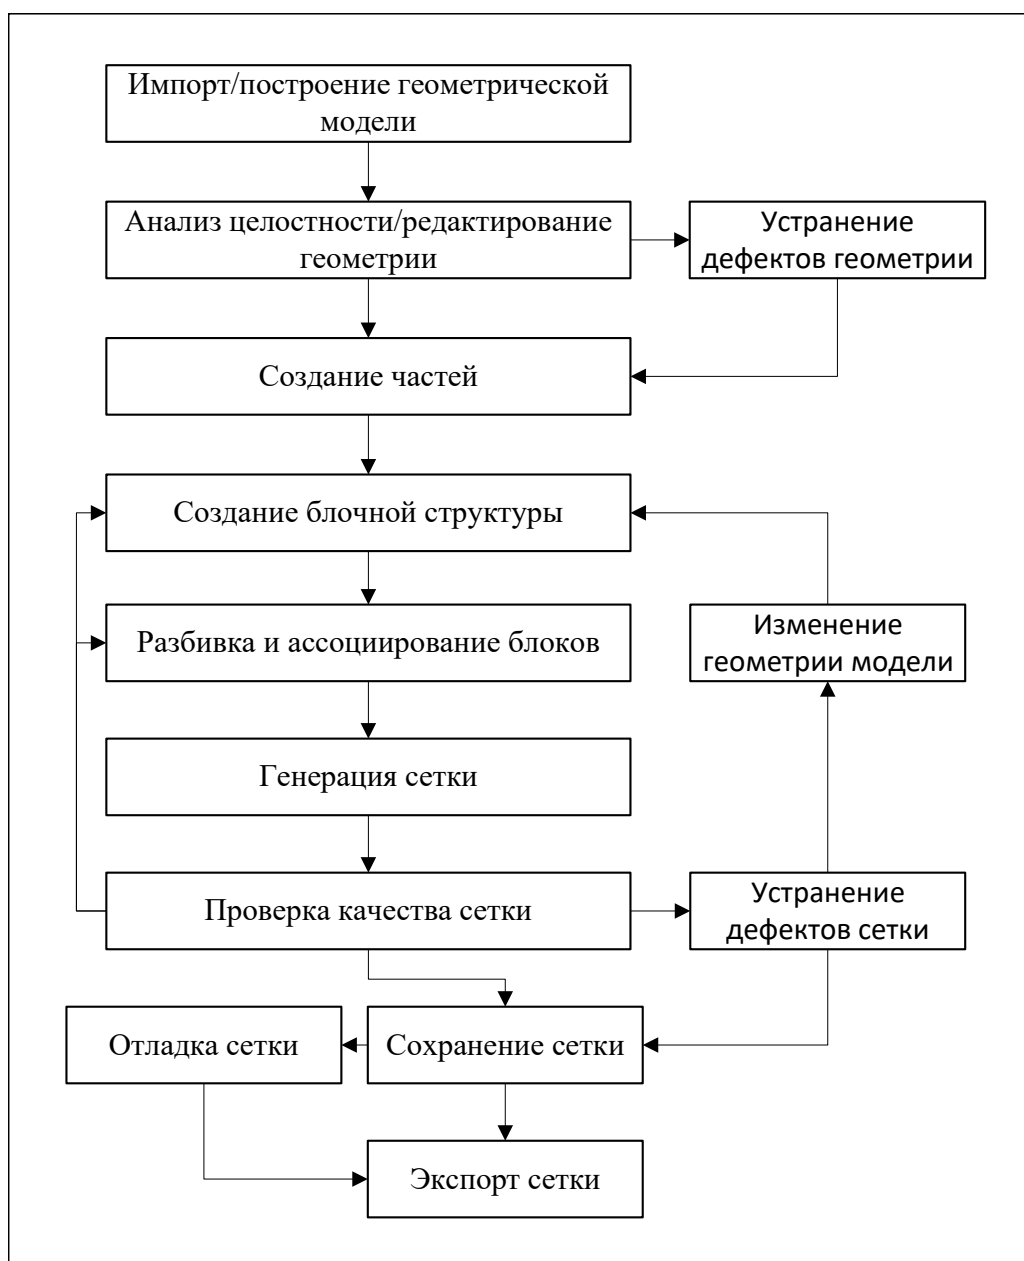 Импорт/построение геометрической
модели
Анализ целостности/редактирование
геометрии
Устранение
дефектов геометрии
Создание частей
Создание блочной структуры
Разбивка и ассоциирование блоков
Изменение
геометрии модели
Генерация сетки
Проверка качества сетки
Устранение
дефектов сетки
Отладка сетки
Сохранение сетки
Экспорт сетки